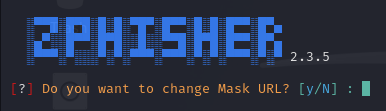 ZPHISHER 2.3.5
[?] Do you want to change Mask URL? [y/N] :